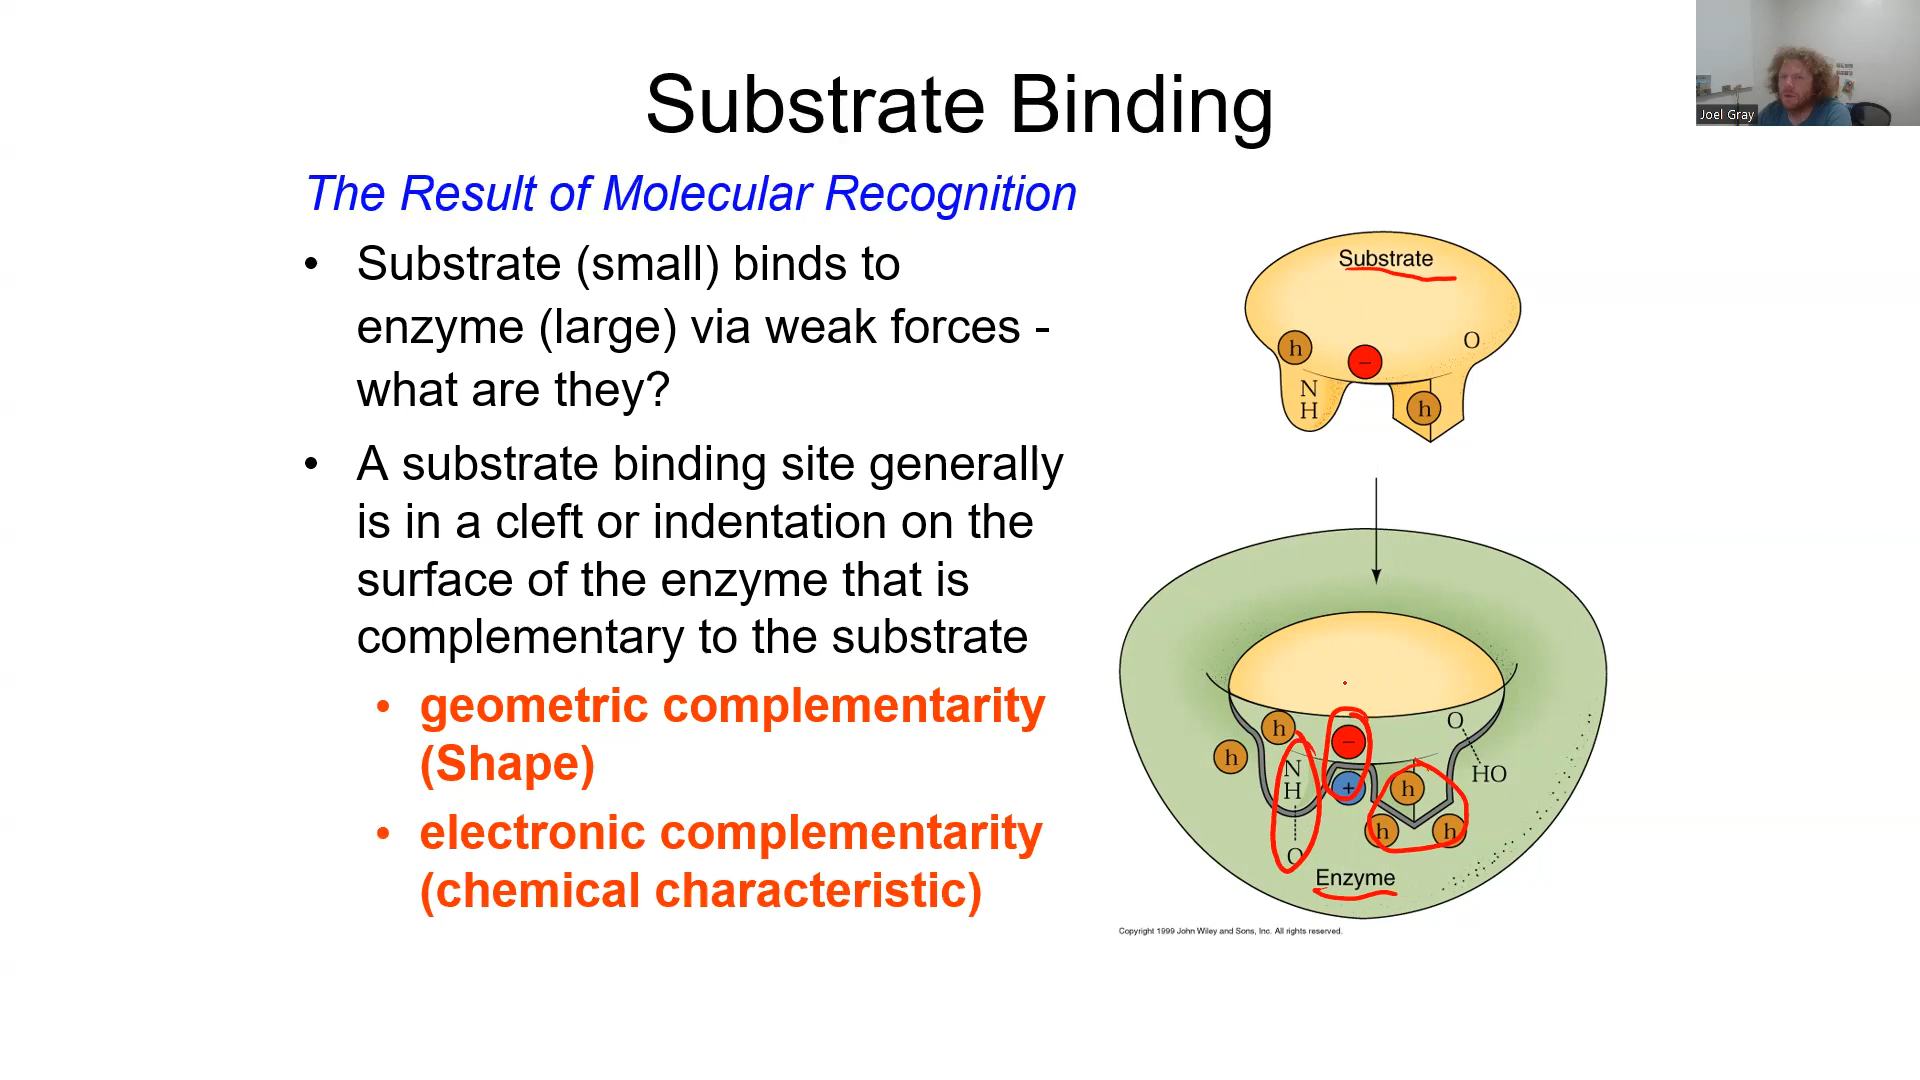 Substrate Binding
Joel Gray
The Result of Molecular Recognition
• Substrate (small) binds to
enzyme (large) via weak forces -
what are they?
• A substrate binding site generally
is in a cleft or indentation on the
surface of the enzyme that is
complementary to the substrate
• geometric complementarity
(Shape)
• electronic complementarity
(chemical characteristic)
Substrate
h
−
O
N
H
h
h
h
−
O
N
H
+
h
HO
h
h
O
Enzyme
Copyright 1999 John Wiley and Sons, Inc. All rights reserved.